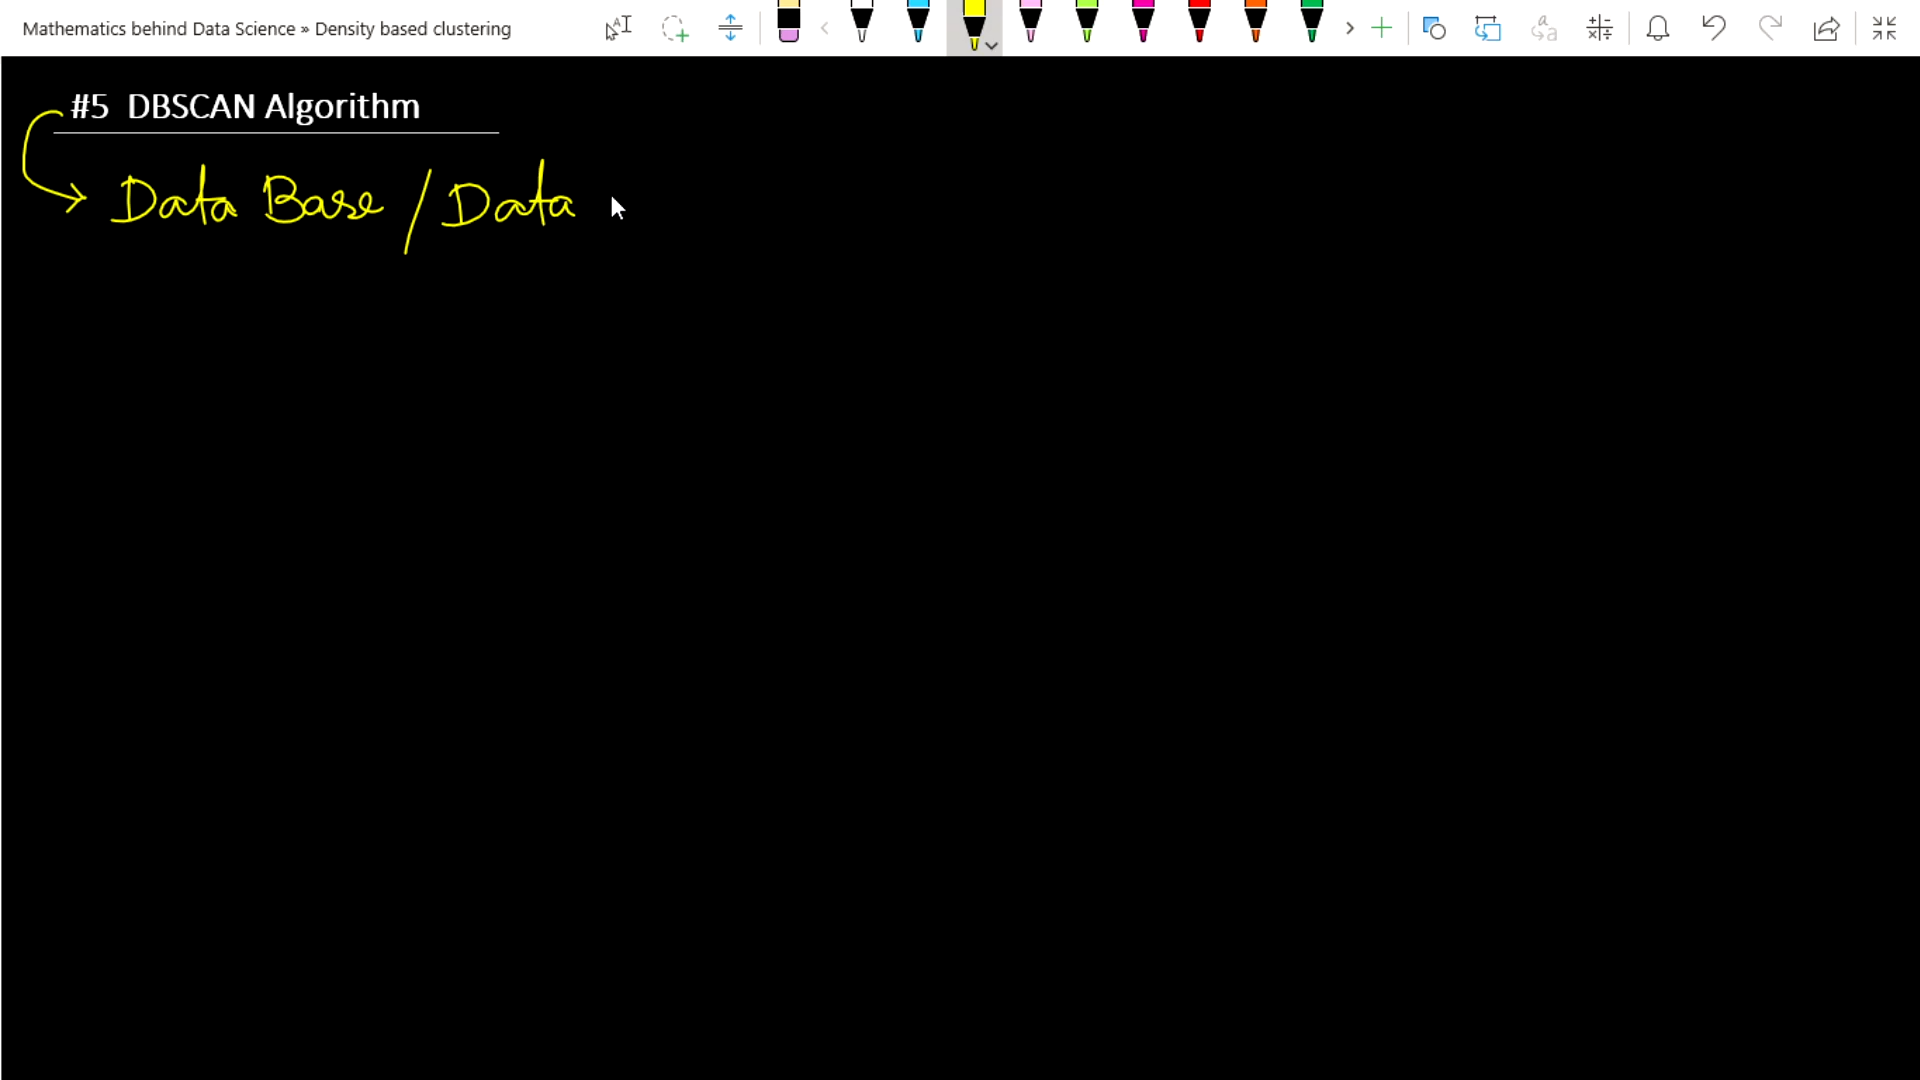 Mathematics behind Data Science » Density based clustering
#5 DBSCAN Algorithm
Data Base / Data